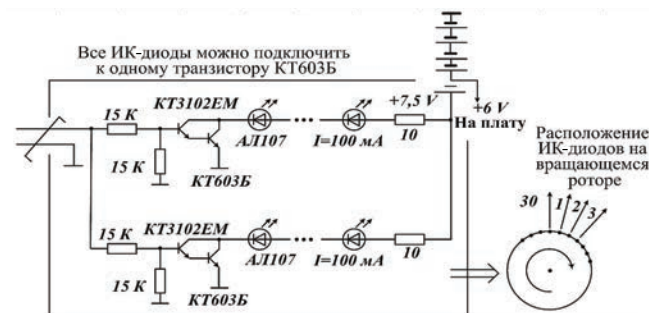 Все ИК-диоды можно подключить
к одному транзистору КТ603Б
+6 V
На плату
15 К
КТ3102ЕМ
+7,5 V
АЛ107
I=100 мА
10
15 К
КТ603Б
Расположение
ИК-диодов на
вращающемся
роторе
30
1
2
3
15 К
КТ3102ЕМ
АЛ107
I=100 мА
10
15 К
КТ603Б